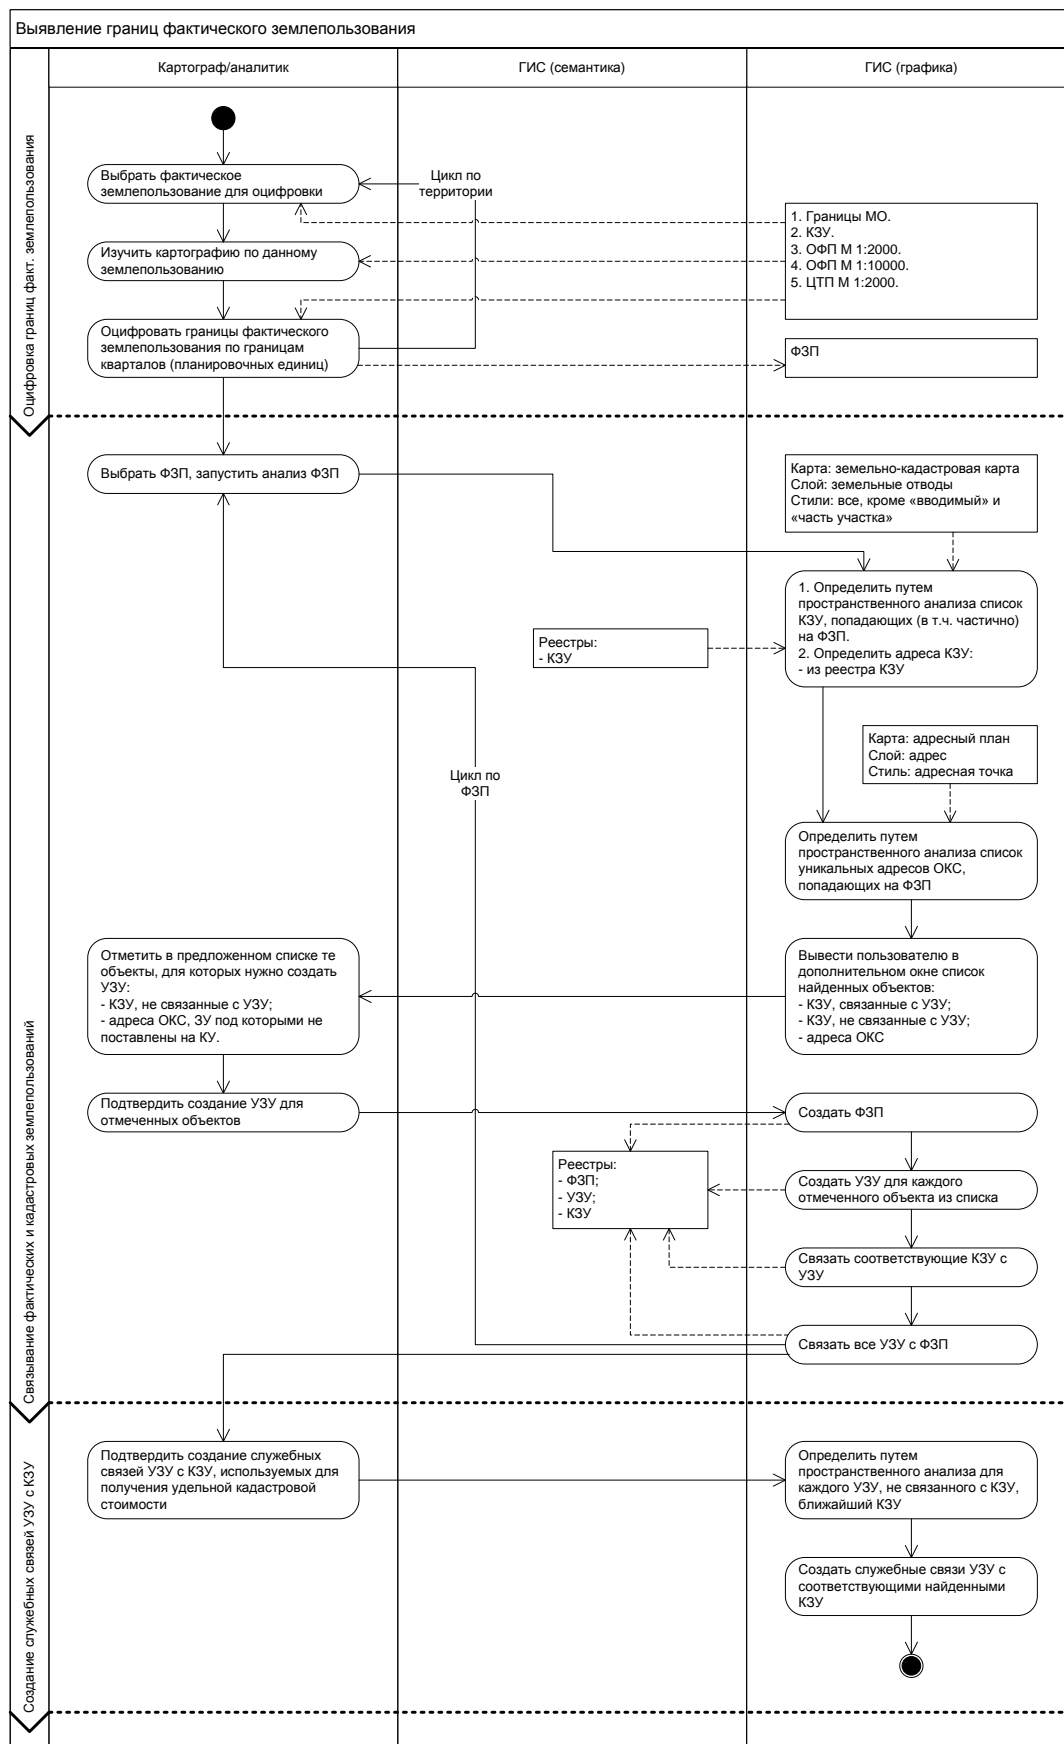 Выявление границ фактического землепользования
Картограф/аналитик
ГИС (семантика)
ГИС (графика)
Оцифровка границ факт. землепользования
Выбрать фактическое
землепользование для оцифровки
Цикл по
территории
1. Границы МО.
2. КЗУ.
3. ОФП М 1:2000.
4. ОФП М 1:10000.
5. ЦТП М 1:2000.
Изучить картографию по данному
землепользованию
Оцифровать границы фактического
землепользования по границам
кварталов (планировочных единиц)
ФЗП
Связывание фактических и кадастровых землепользований
Выбрать ФЗП, запустить анализ ФЗП
Карта: земельно-кадастровая карта
Слой: земельные отводы
Стили: все, кроме «вводимый» и
«часть участка»
1. Определить путем
пространственного анализа список
КЗУ, попадающих (в т.ч. частично)
на ФЗП.
2. Определить адреса КЗУ:
- из реестра КЗУ
Реестры:
- КЗУ
Карта: адресный план
Слой: адрес
Стиль: адресная точка
Цикл по
ФЗП
Определить путем
пространственного анализа список
уникальных адресов ОКС,
попадающих на ФЗП
Отметить в предложенном списке те
объекты, для которых нужно создать
УЗУ:
- КЗУ, не связанные с УЗУ;
- адреса ОКС, ЗУ под которыми не
поставлены на КУ.
Вывести пользователю в
дополнительном окне список
найденных объектов:
- КЗУ, связанные с УЗУ;
- КЗУ, не связанные с УЗУ;
- адреса ОКС
Подтвердить создание УЗУ для
отмеченных объектов
Создать ФЗП
Реестры:
- ФЗП;
- УЗУ;
- КЗУ
Создать УЗУ для каждого
отмеченного объекта из списка
Связать соответствующие КЗУ с
УЗУ
Связать все УЗУ с ФЗП
Создание служебных связей УЗУ с КЗУ
Подтвердить создание служебных
связей УЗУ с КЗУ, используемых для
получения удельной кадастровой
стоимости
Определить путем
пространственного анализа для
каждого УЗУ, не связанного с КЗУ,
ближайший КЗУ
Создать служебные связи УЗУ с
соответствующими найденными
КЗУ